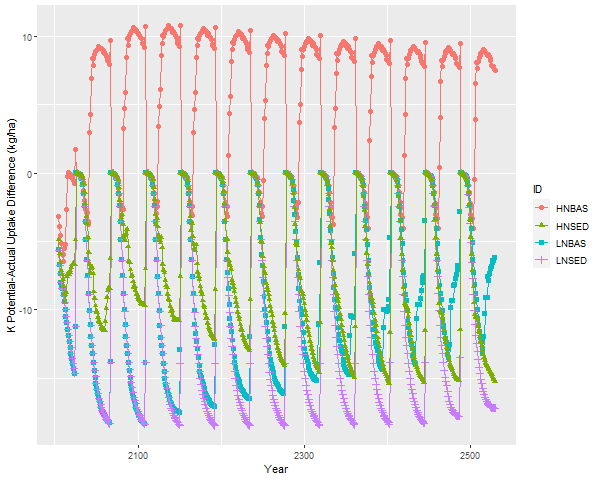 K Potential-Actual Uptake Difference (kg/ha)
10
0
-10
2100
2300
2500
Year
ID
HNBAS
HNSED
LNBAS
LNSED